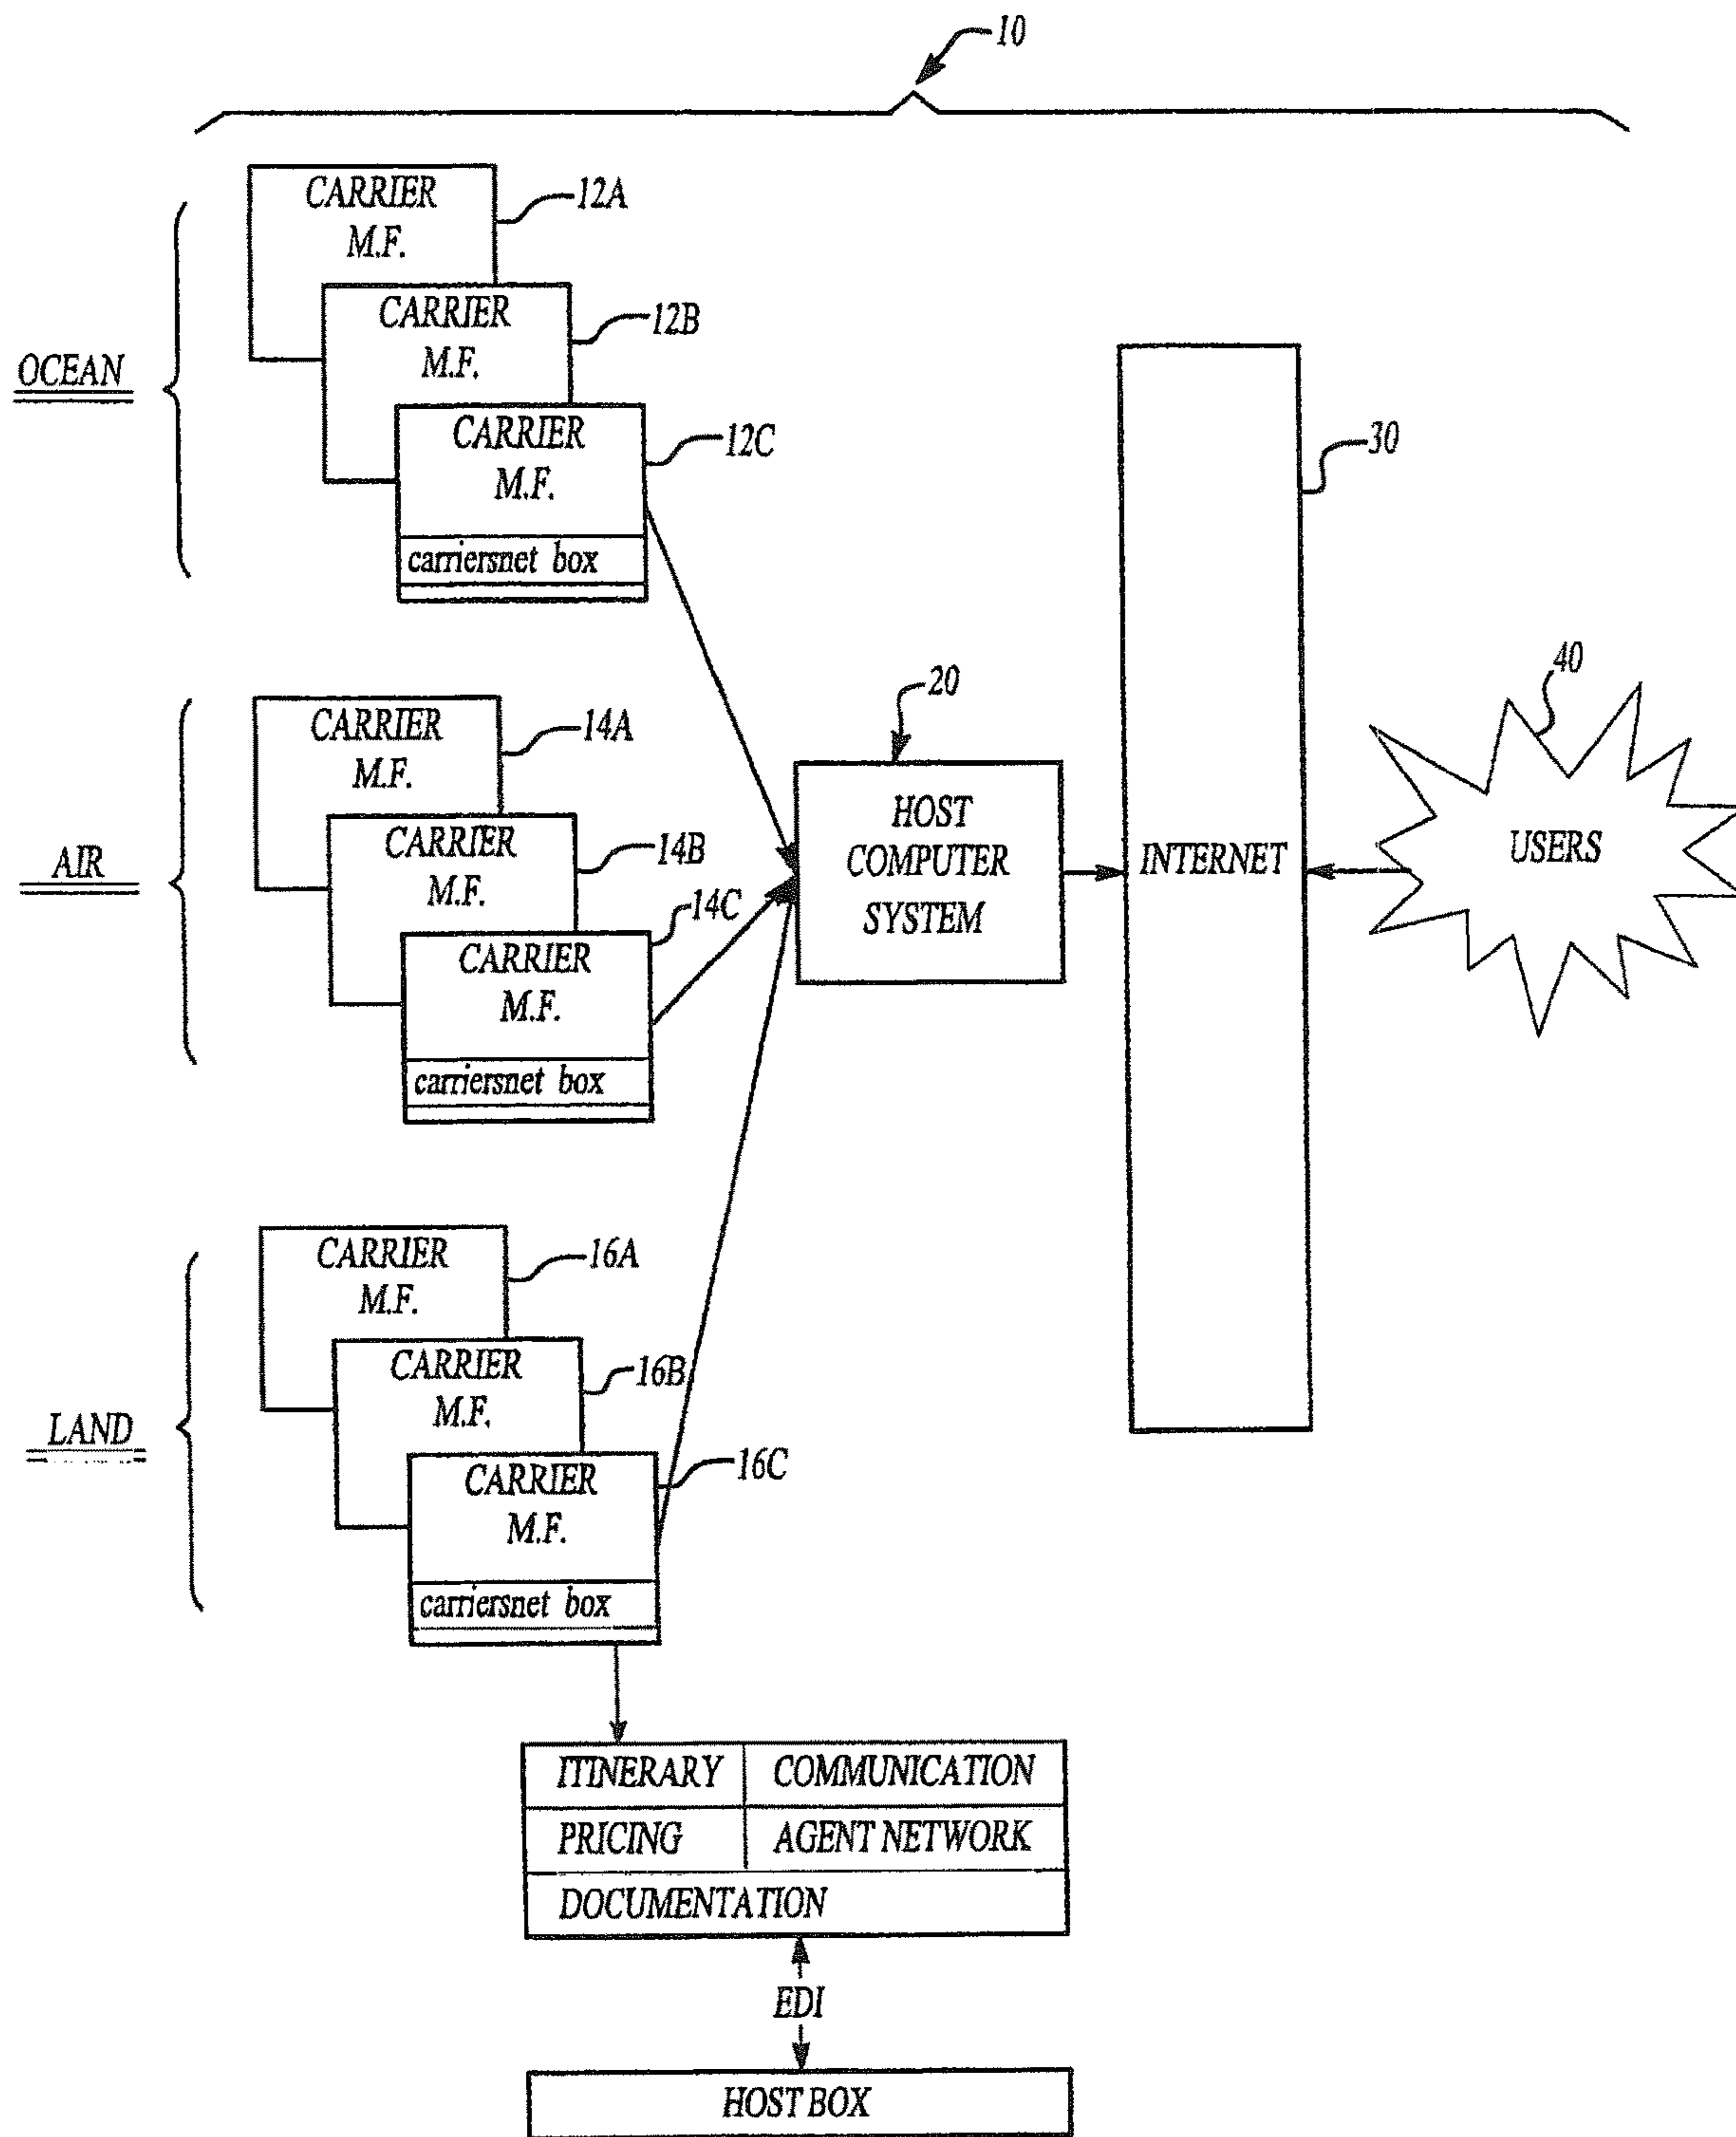 10
CARRIER
M.F.
12A
CARRIER
M.F.
12B
OCEAN
CARRIER
M.F.
12C
carriersnet box
30
CARRIER
M.F.
14A
CARRIER
M.F.
14B
AIR
CARRIER
M.F.
14C
carriersnet box
20
HOST
COMPUTER
SYSTEM
INTERNET
40
USERS
CARRIER
M.F.
16A
CARRIER
M.F.
16B
LAND
CARRIER
M.F.
16C
carriersnet box
ITINERARY COMMUNICATION
PRICING AGENT NETWORK
DOCUMENTATION
EDI
HOST BOX